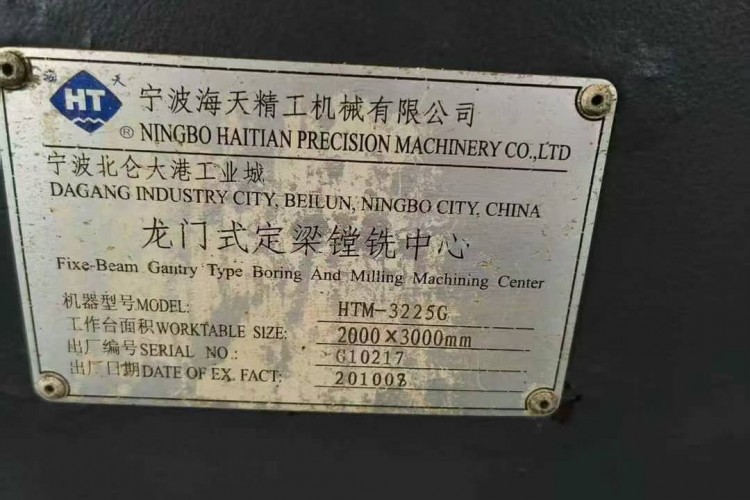 海 天
HT
宁波海天精工机械有限公司
® NINGBO HAITIAN PRECISION MACHINERY CO.,LTD
宁波北仑大港工业城
DAGANG INDUSTRY CITY, BEILUN, NINGBO CITY, CHINA
龙门式定梁镗铣中心
Fixe-Beam Gantry Type Boring And Milling Machining Center
机器型号MODEL: HTM-3225G
工作台面积WORKTABLE SIZE: 2000×3000mm
出厂编号SERIAL NO.: G10217
出厂日期DATE OF EX. FACT: 201008